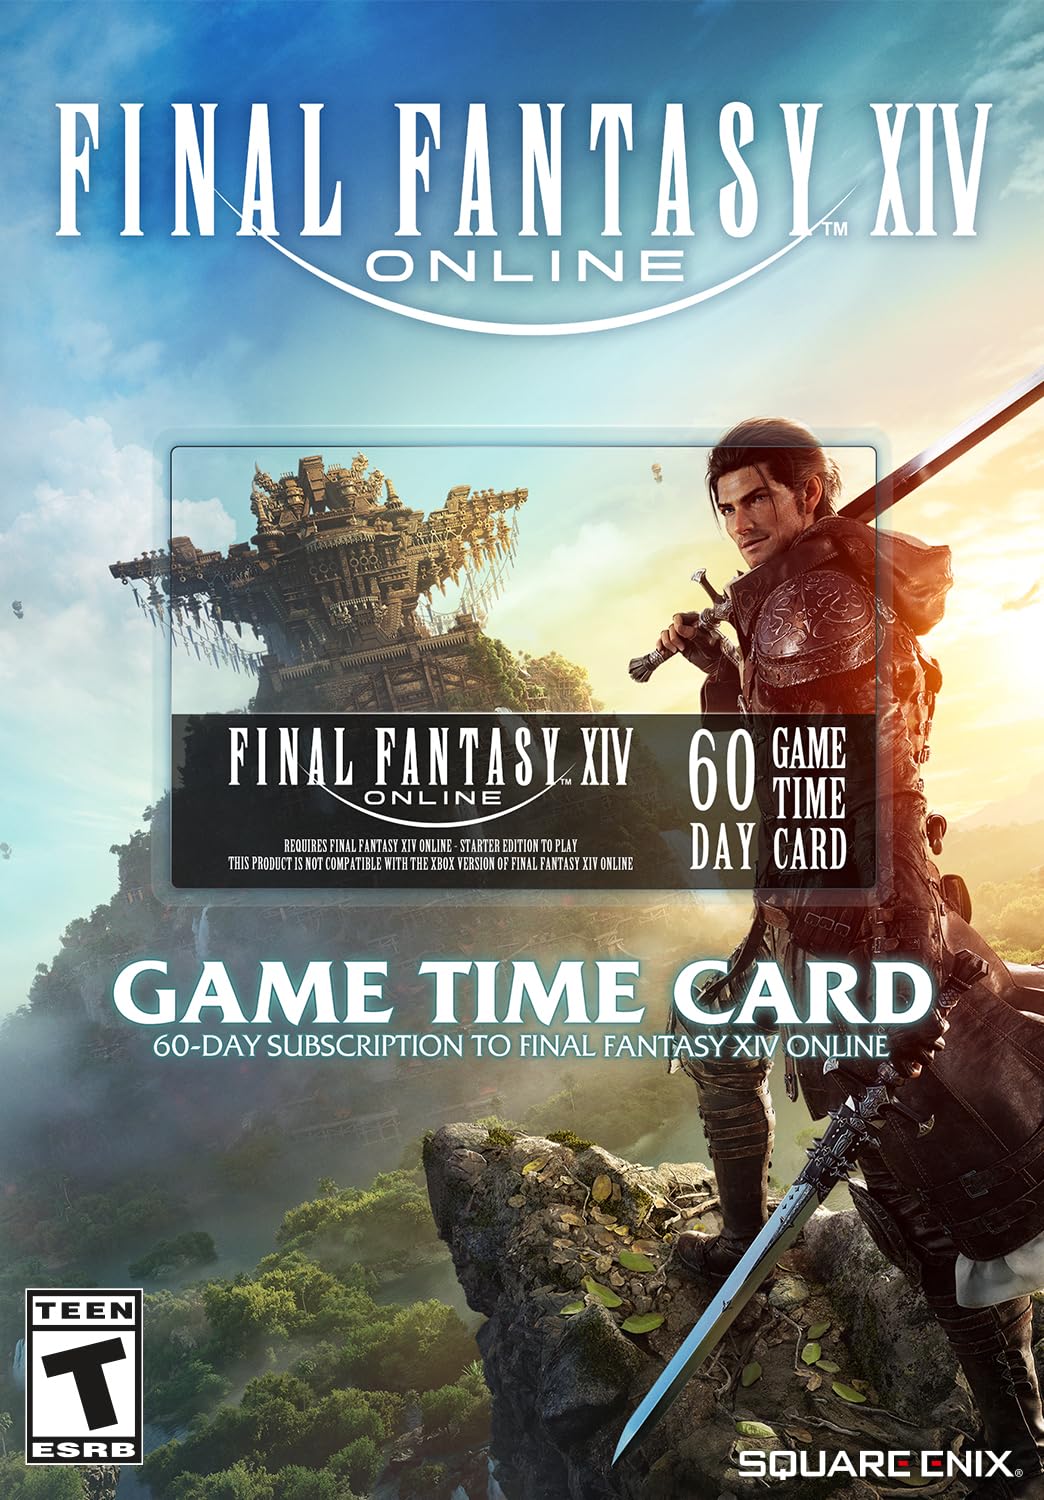 FINAL FANTASY™ XIV
ONLINE
FINAL FANTASY™ XIV
ONLINE
REQUIRES FINAL FANTASY XIV ONLINE - STARTER EDITION TO PLAY
THIS PRODUCT IS NOT COMPATIBLE WITH THE XBOX VERSION OF FINAL FANTASY XIV ONLINE
60
DAY
GAME
TIME
CARD
GAME TIME CARD
60-DAY SUBSCRIPTION TO FINAL FANTASY XIV ONLINE
TEEN
T
ESRB
SQUARE ENIX®